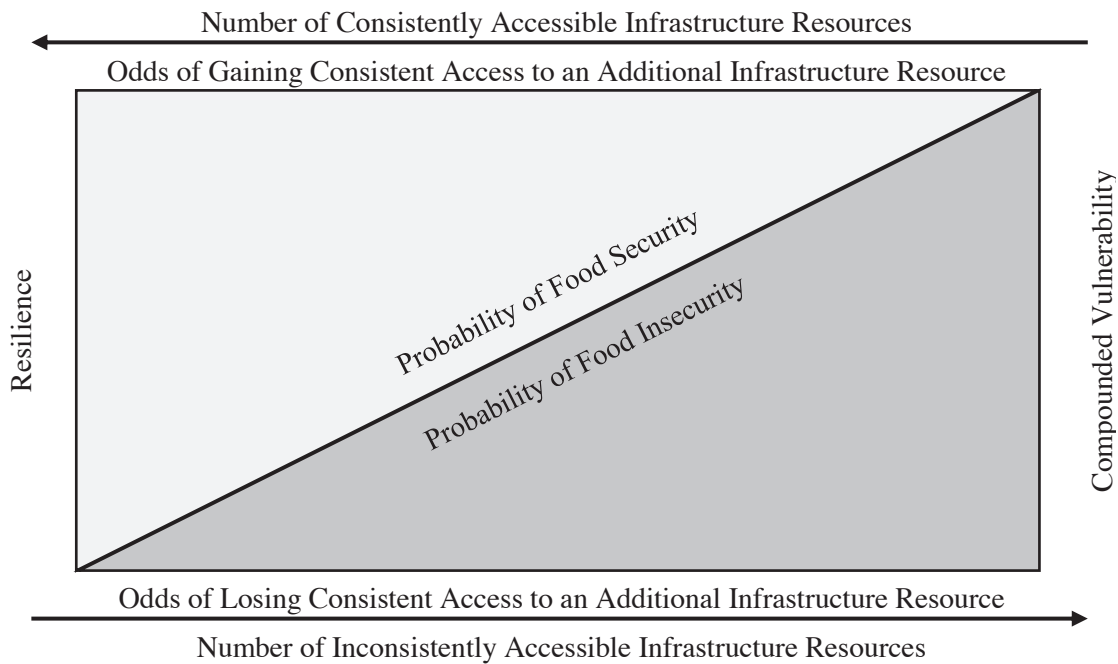 Number of Consistently Accessible Infrastructure Resources
Odds of Gaining Consistent Access to an Additional Infrastructure Resource
Resilience
Probability of Food Security
Probability of Food Insecurity
Compounded Vulnerability
Odds of Losing Consistent Access to an Additional Infrastructure Resource
Number of Inconsistently Accessible Infrastructure Resources